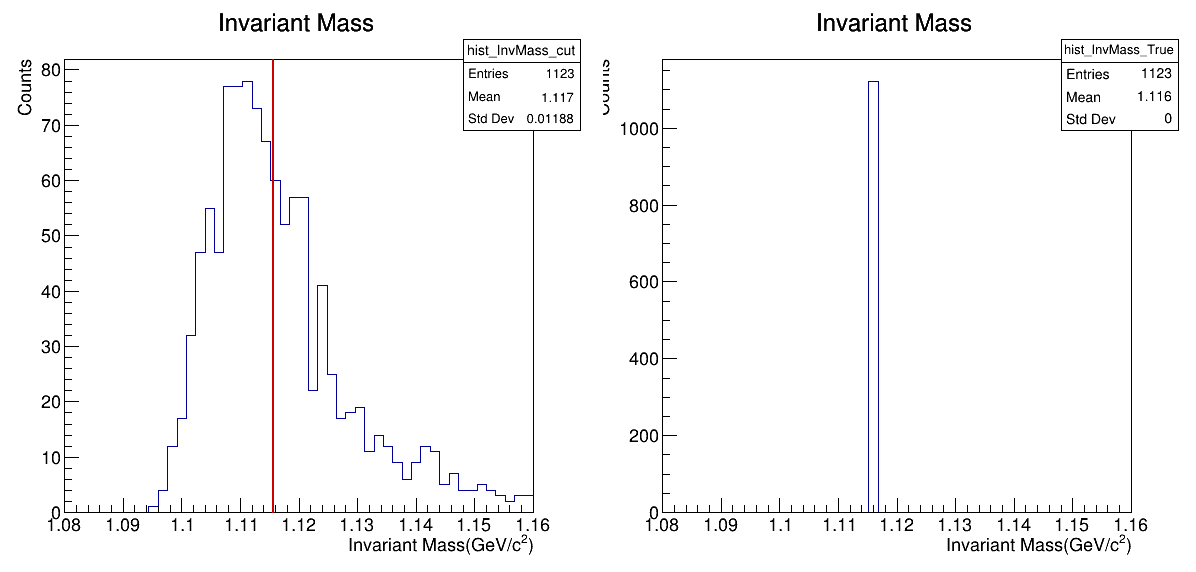 Invariant Mass
hist_InvMass_cut
Entries 1123
Mean 1.117
Std Dev 0.01188
Counts
80
70
60
50
40
30
20
10
0
1.08 1.09 1.1 1.11 1.12 1.13 1.14 1.15 1.16
Invariant Mass(GeV/c²)
Invariant Mass
hist_InvMass_True
Entries 1123
Mean 1.116
Std Dev 0
Counts
1000
800
600
400
200
0
1.08 1.09 1.1 1.11 1.12 1.13 1.14 1.15 1.16
Invariant Mass(GeV/c²)